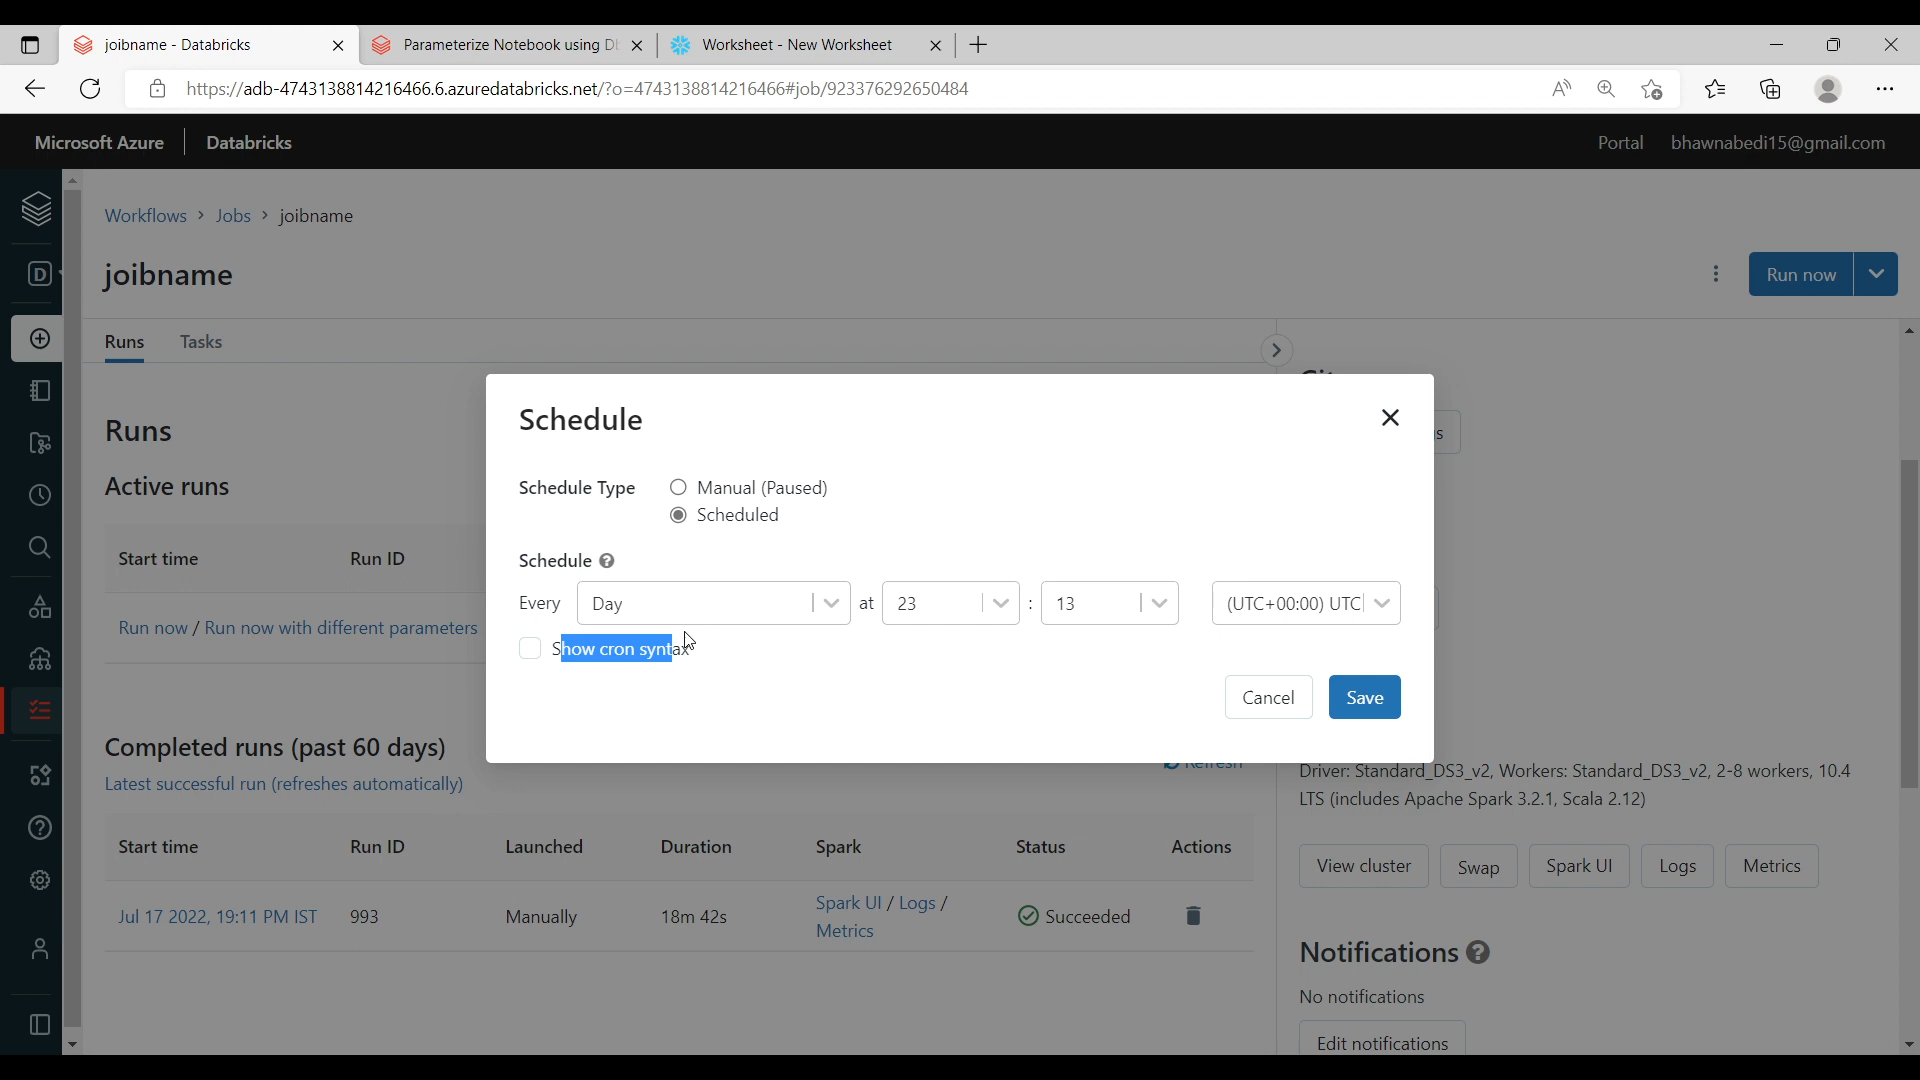 joibname - Databricks
Parameterize Notebook using D
Worksheet - New Worksheet
https://adb-4743138814216466.6.azuredatabricks.net/?o=4743138814216466#job/923376292650484
Microsoft Azure
Databricks
Portal
bhawnabedi15@gmail.com
Workflows > Jobs > joibname
joibname
Run now
Runs
Tasks
Runs
Active runs
Start time
Run ID
Run now / Run now with different parameters
Schedule
Schedule Type
Manual (Paused)
Scheduled
Schedule
Every
Day
at
23
:
13
(UTC+00:00) UTC
Show cron syntax
Cancel
Save
Completed runs (past 60 days)
Latest successful run (refreshes automatically)
Refresh
Start time
Run ID
Launched
Duration
Spark
Status
Actions
Jul 17 2022, 19:11 PM IST
993
Manually
18m 42s
Spark UI / Logs /
Metrics
Succeeded
Driver: Standard_DS3_v2, Workers: Standard_DS3_v2, 2-8 workers, 10.4
LTS (includes Apache Spark 3.2.1, Scala 2.12)
View cluster
Swap
Spark UI
Logs
Metrics
Notifications
No notifications
Edit notifications